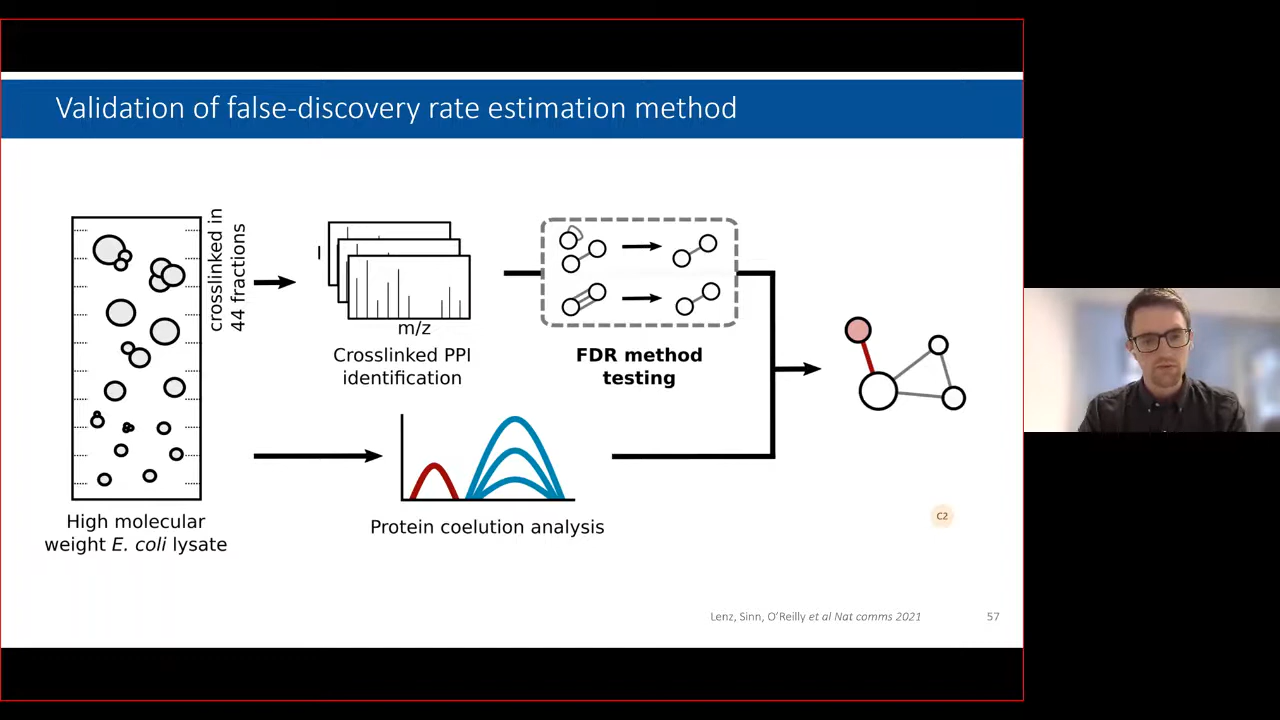 Validation of false-discovery rate estimation method
crosslinked in
44 fractions
I
m/z
Crosslinked PPI
identification
FDR method
testing
High molecular
weight E. coli lysate
Protein coelution analysis
C2
Lenz, Sinn, O'Reilly et al Nat comms 2021
57